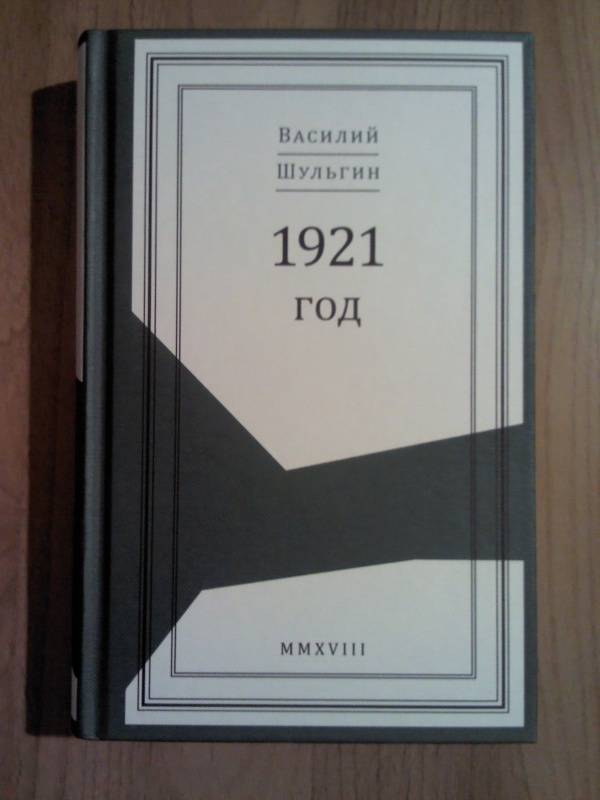 Василий
Шульгин
1921
год
MMXVIII